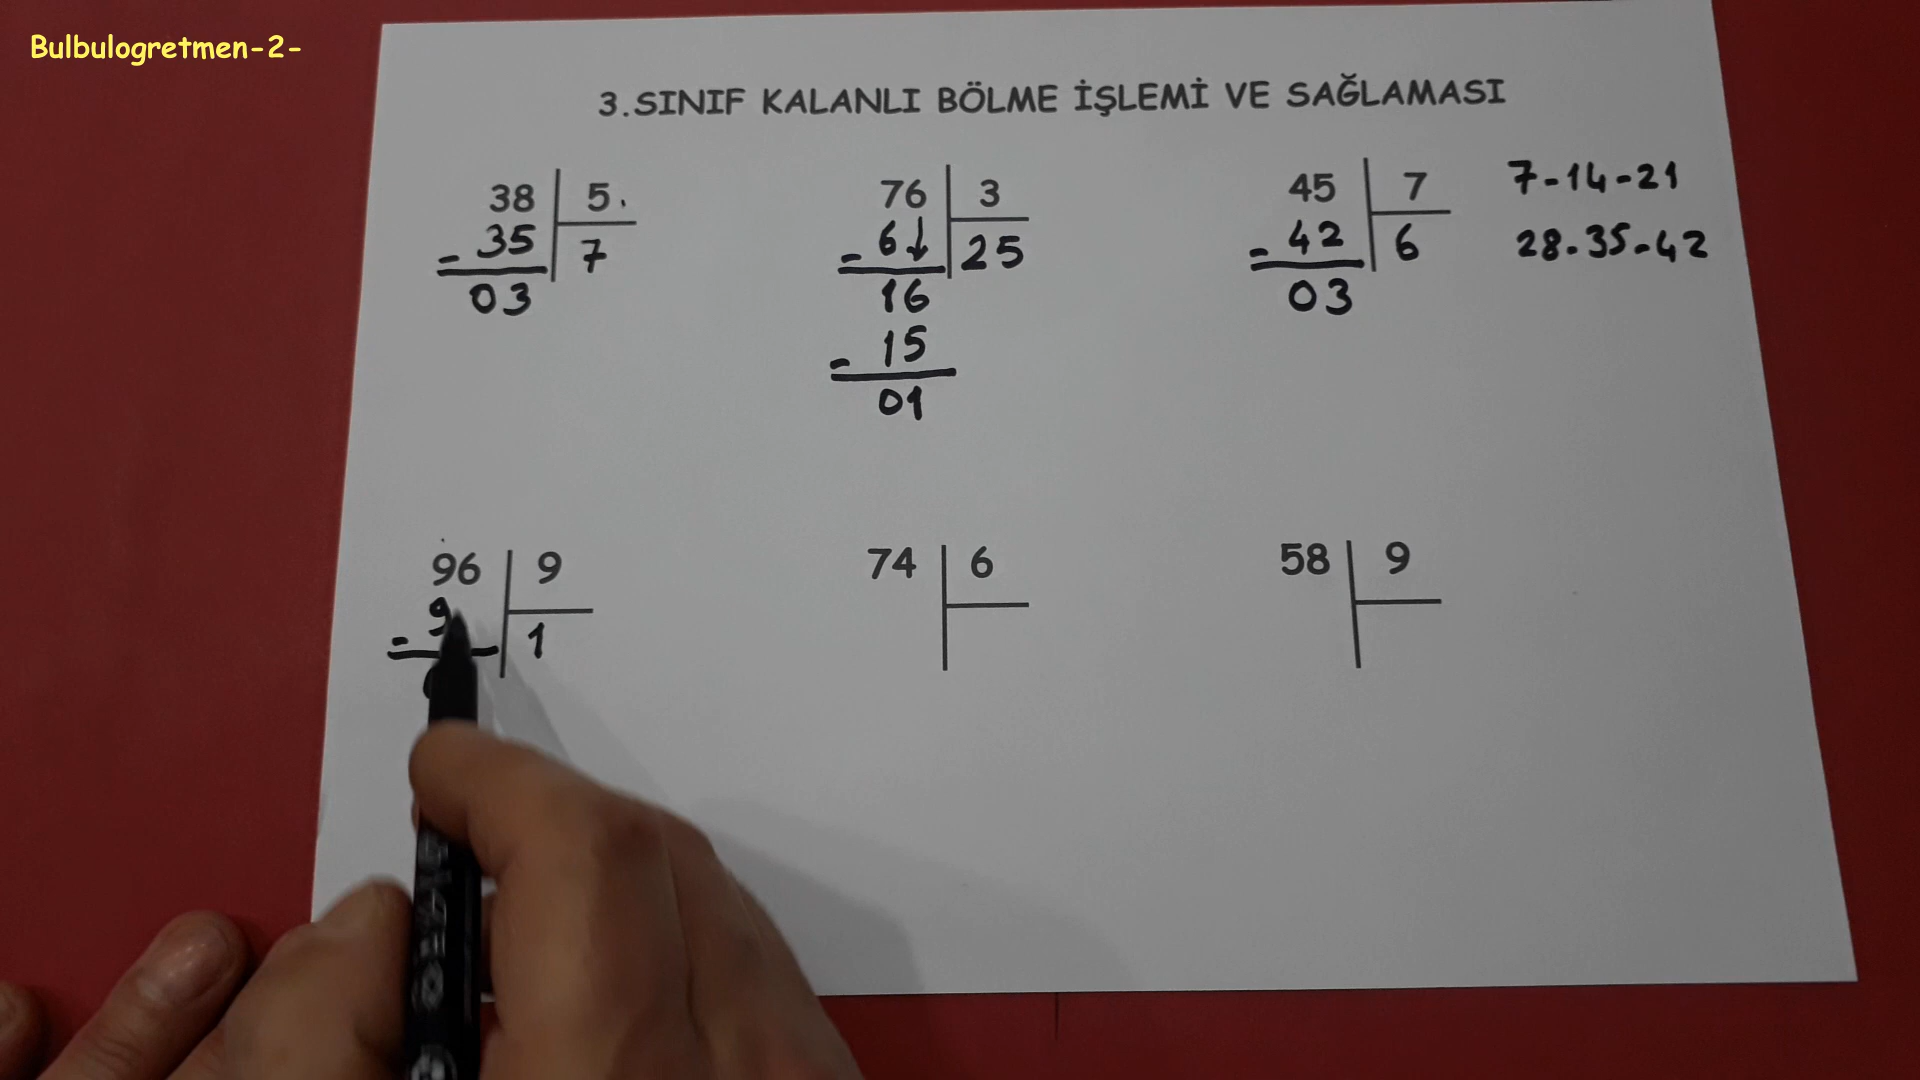 Bulbulogretmen-2-
3.SINIF KALANLI BÖLME İŞLEMİ VE SAĞLAMASI
38 5.
- 35 7
03
76 3
- 6↓ 25
16
- 15
01
45 7
- 42 6
03
7-14-21
28-35-42
96 9
- 9 1
74 6
58 9